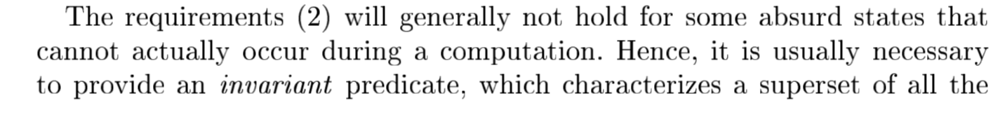 The requirements (2) will generally not hold for some absurd states that
cannot actually occur during a computation. Hence, it is usually necessary
to provide an invariant predicate, which characterizes a superset of all the